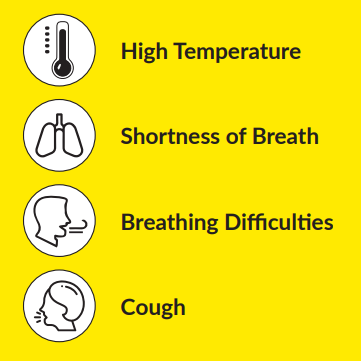 High Temperature
Shortness of Breath
Breathing Difficulties
Cough